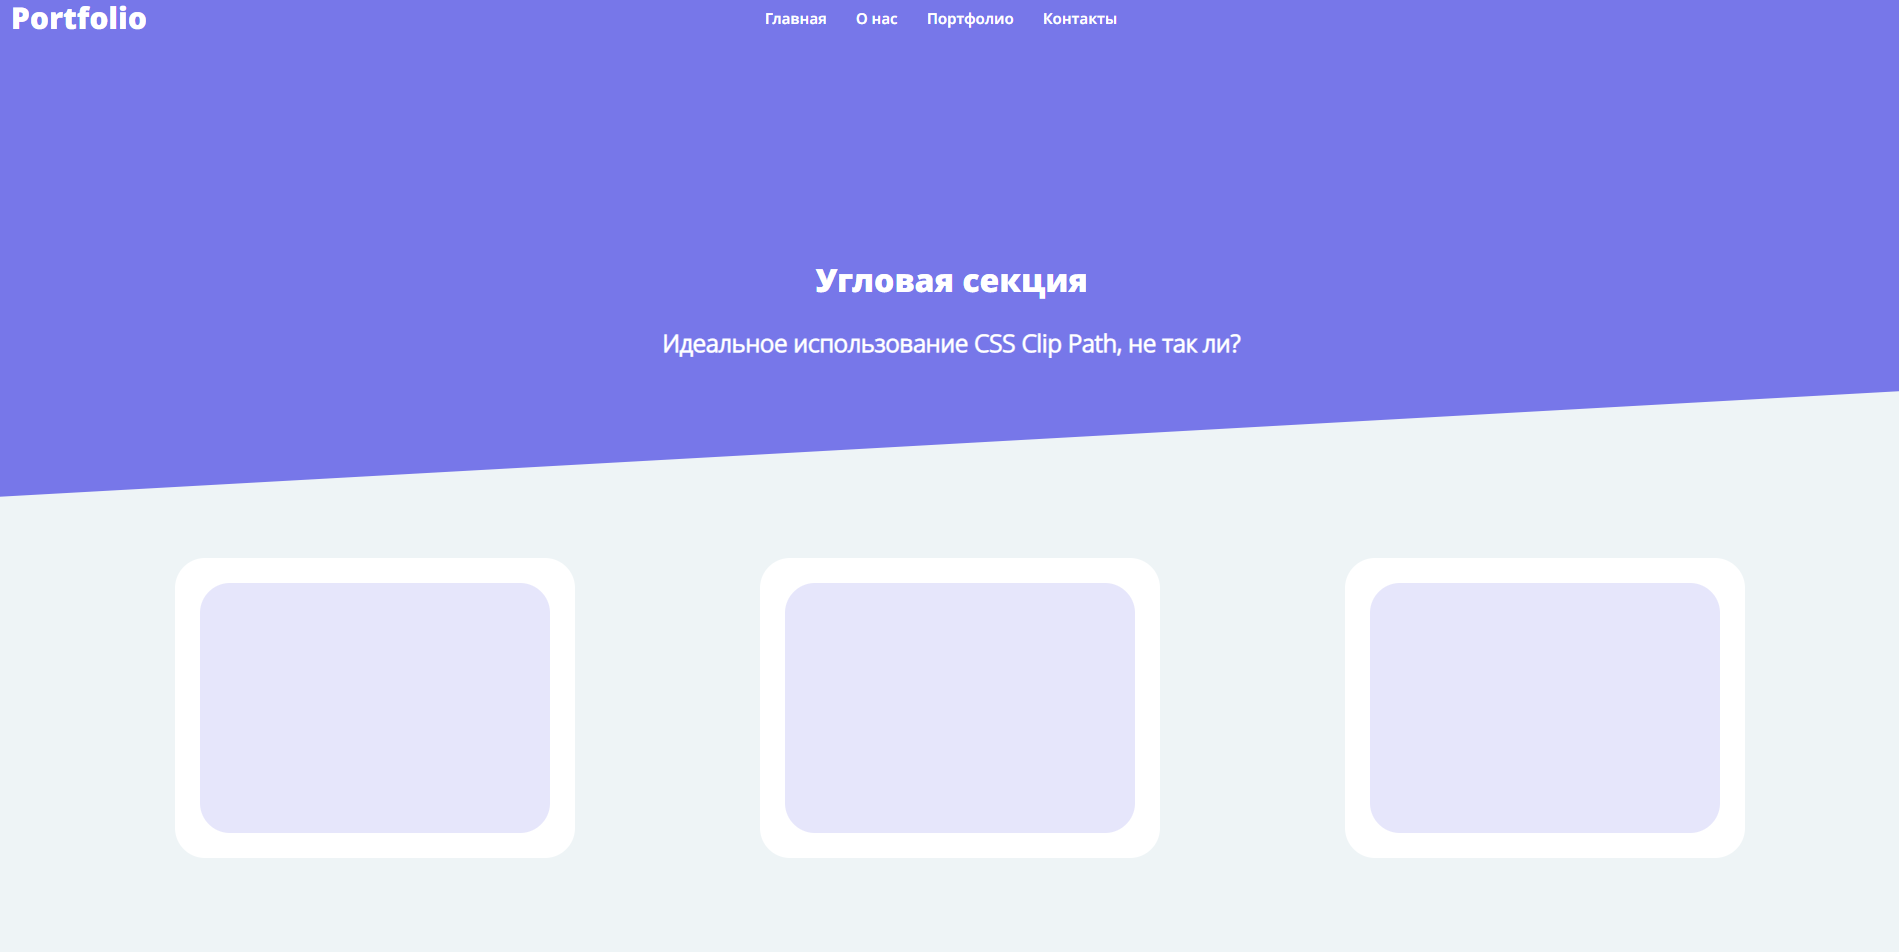 Portfolio
Главная О нас Портфолио Контакты
Угловая секция
Идеальное использование CSS Clip Path, не так ли?